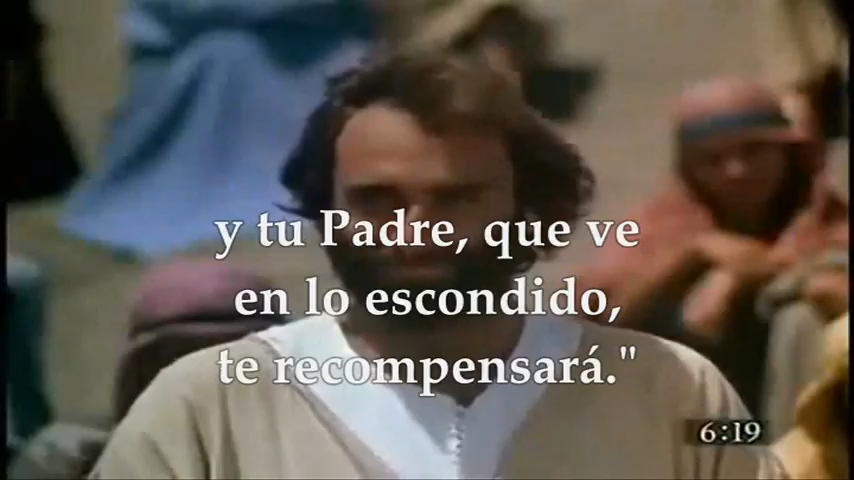 y tu Padre, que ve
en lo escondido,
te recompensará."
6:19